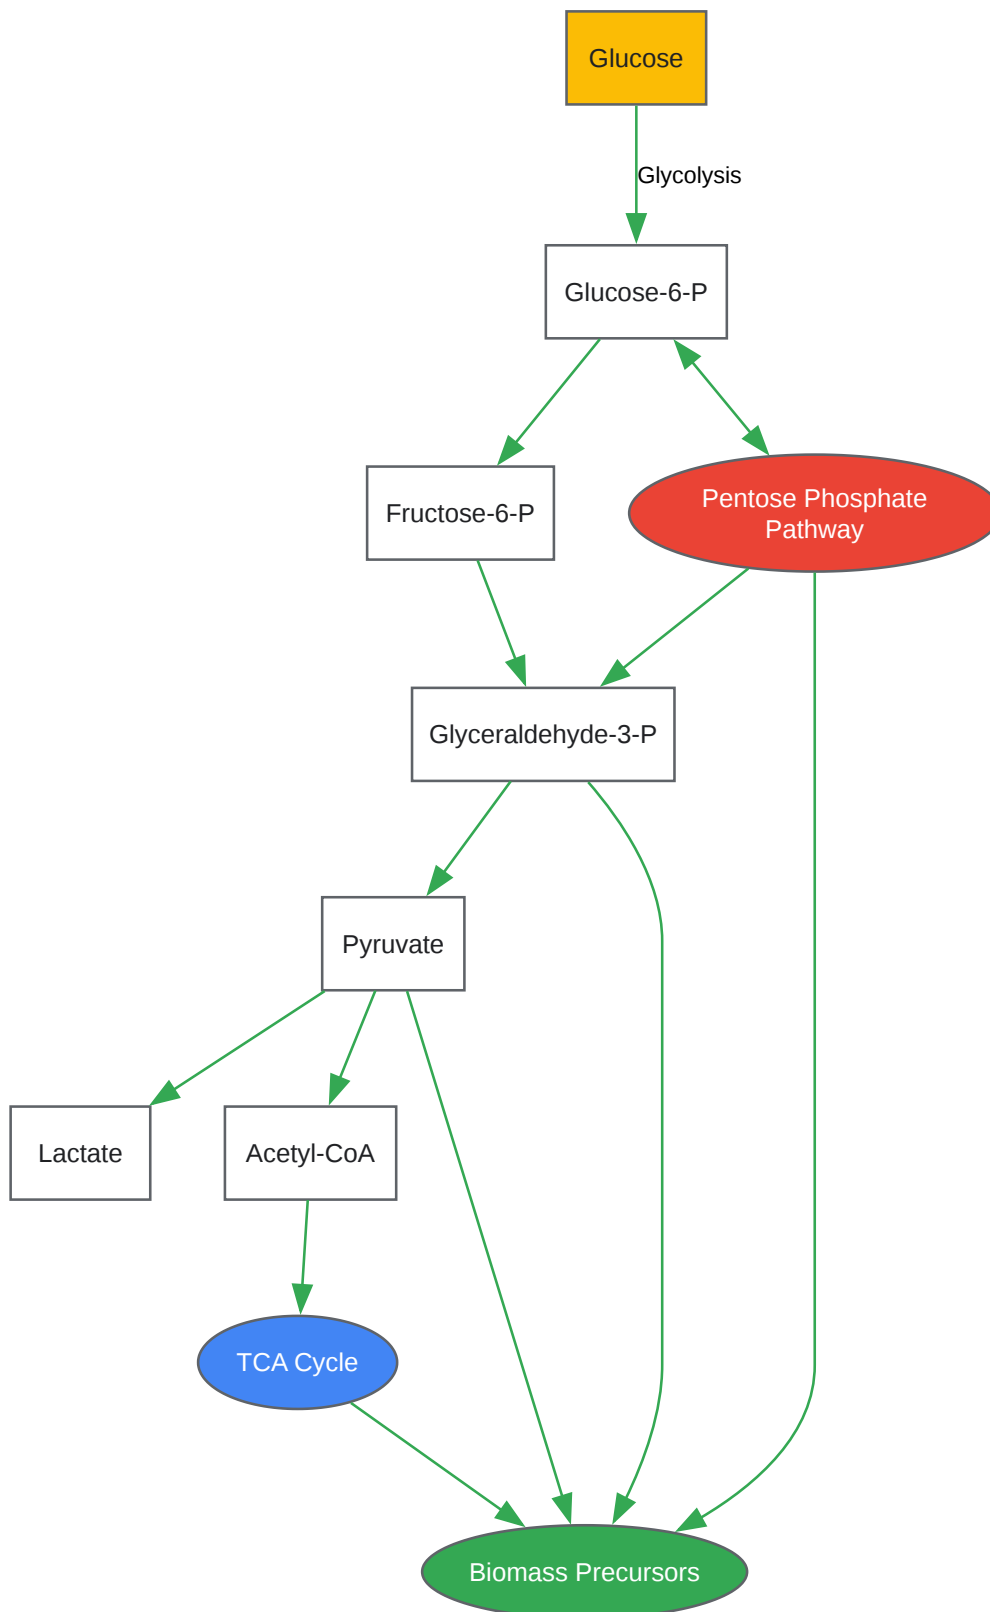 Glucose
Glycolysis
Glucose-6-P
Fructose-6-P
Pentose Phosphate
Pathway
Glyceraldehyde-3-P
Pyruvate
Lactate
Acetyl-CoA
TCA Cycle
Biomass Precursors